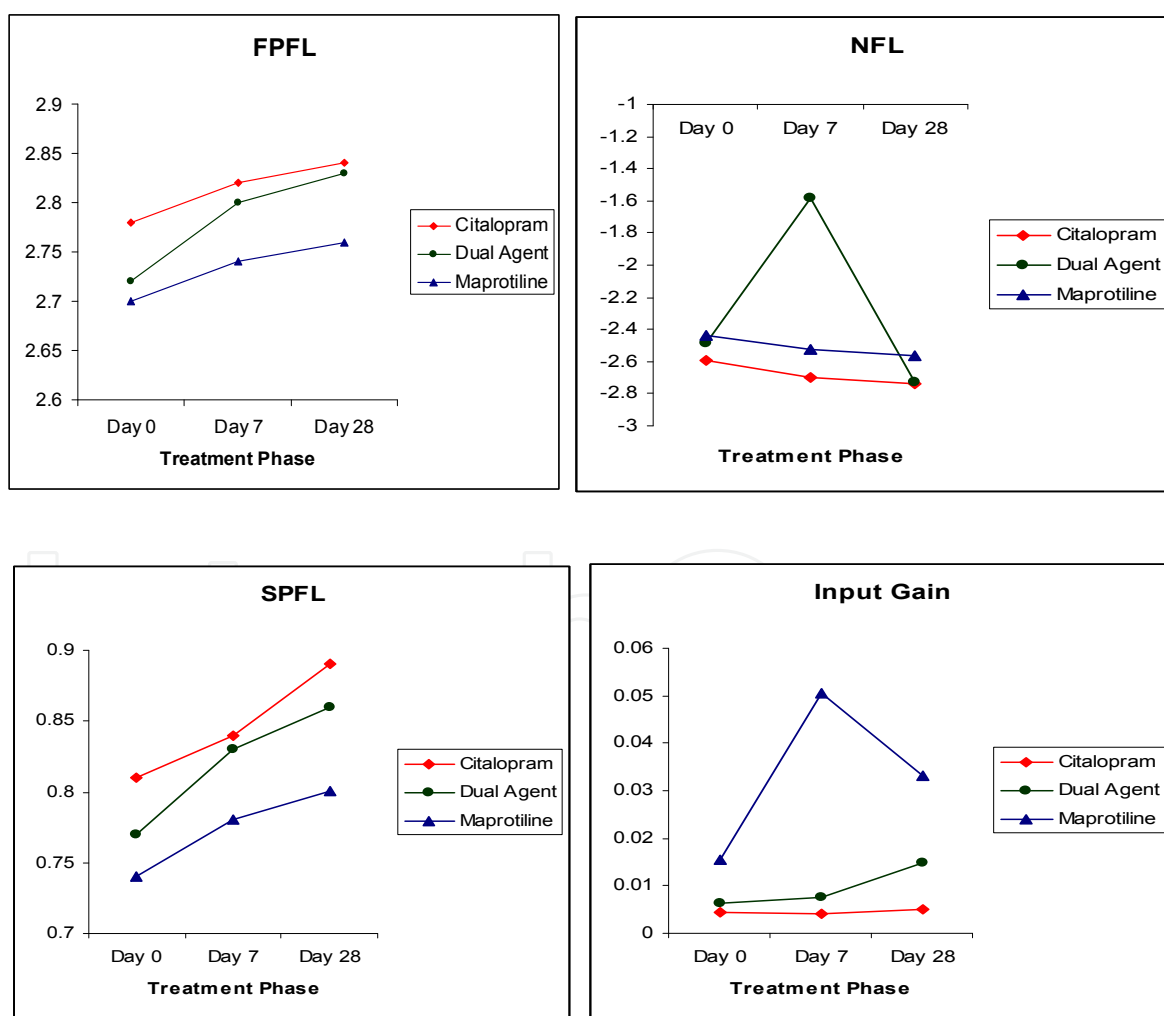 FPFL
2.9
2.85
2.8
2.75
2.7
2.65
2.6
Day 0 Day 7 Day 28
Treatment Phase
Citalopram
Dual Agent
Maprotiline
NFL
-1
-1.2
-1.4
-1.6
-1.8
-2
-2.2
-2.4
-2.6
-2.8
-3
Day 0 Day 7 Day 28
Treatment Phase
Citalopram
Dual Agent
Maprotiline
SPFL
0.9
0.85
0.8
0.75
0.7
Day 0 Day 7 Day 28
Treatment Phase
Citalopram
Dual Agent
Maprotiline
Input Gain
0.06
0.05
0.04
0.03
0.02
0.01
0
Day 0 Day 7 Day 28
Treatment Phase
Citalopram
Dual Agent
Maprotiline